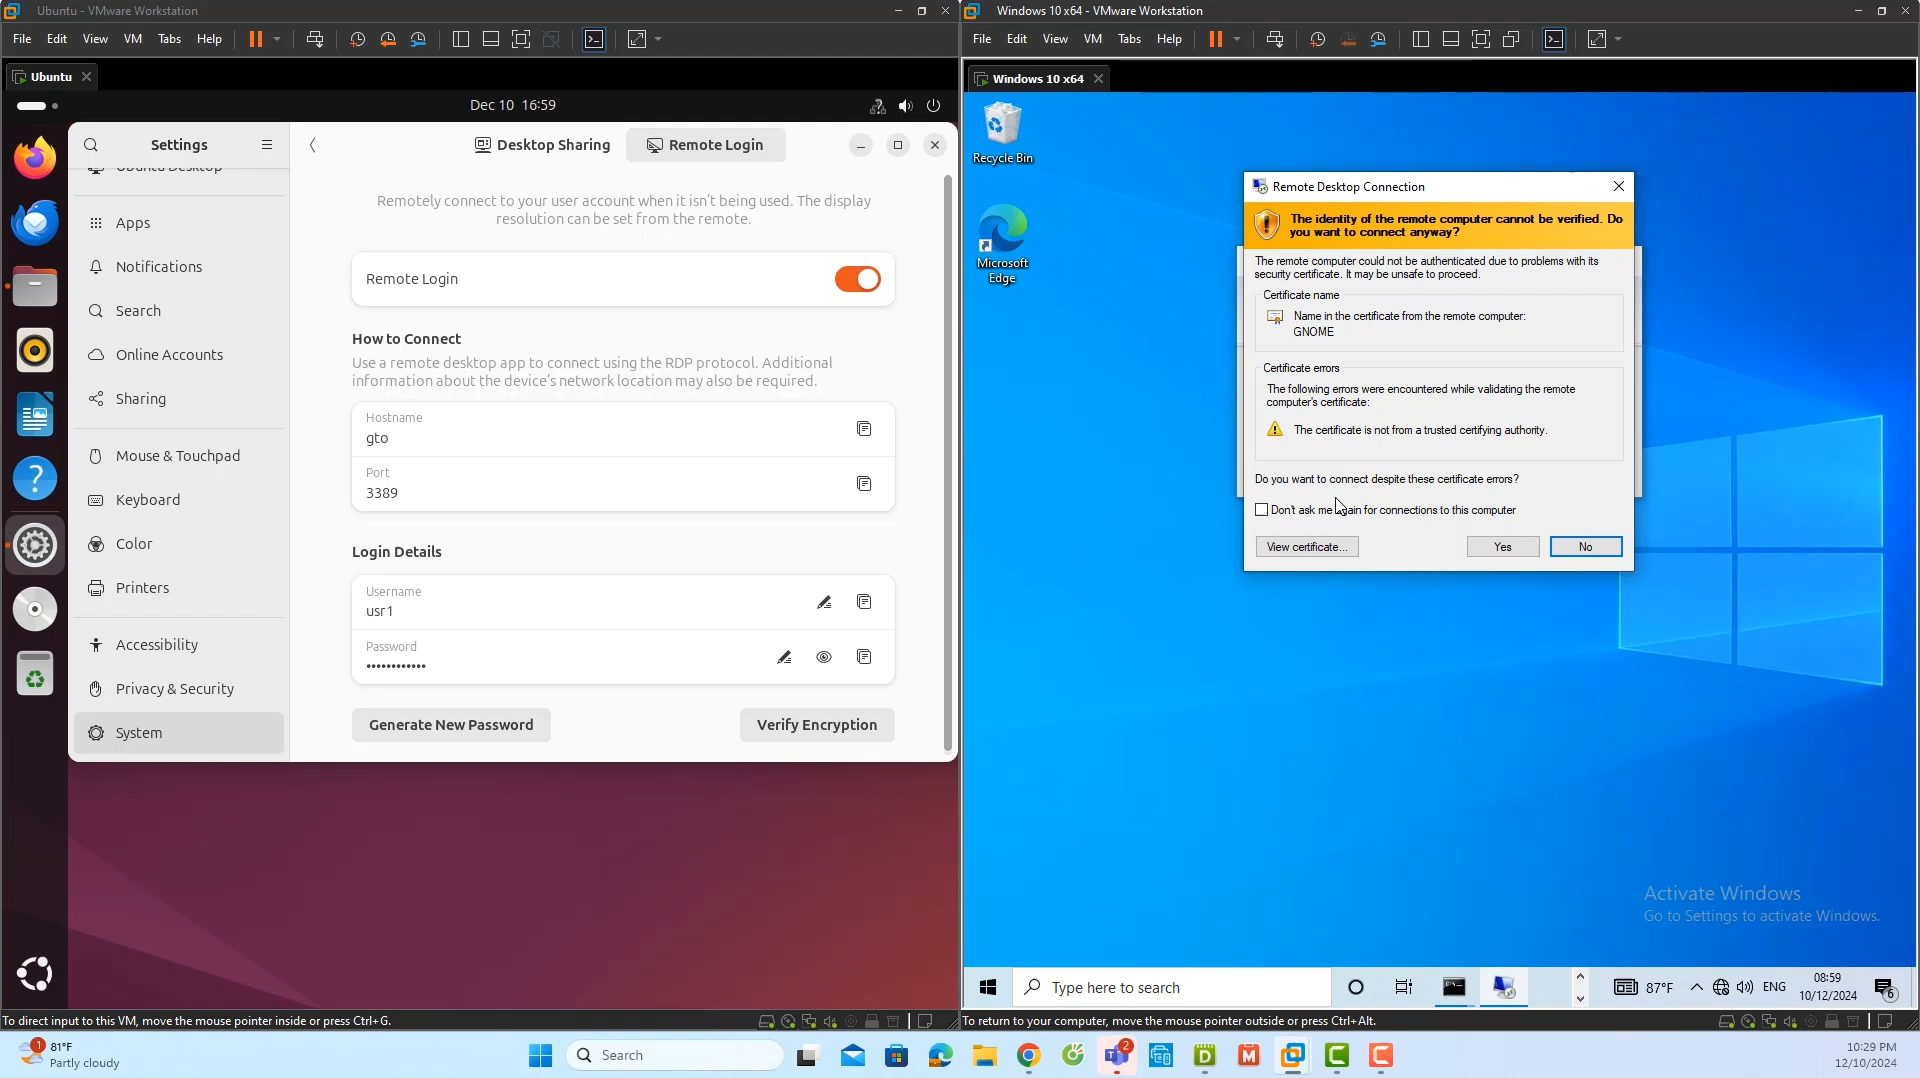 Ubuntu - VMware Workstation
File Edit View VM Tabs Help
Ubuntu
Dec 10 16:59
Settings
Desktop Sharing
Remote Login
Ubuntu Desktop
Apps
Notifications
Search
Online Accounts
Sharing
Mouse & Touchpad
Keyboard
Color
Printers
Accessibility
Privacy & Security
System
Remotely connect to your user account when it isn't being used. The display
resolution can be set from the remote.
Remote Login
How to Connect
Use a remote desktop app to connect using the RDP protocol. Additional
information about the device's network location may also be required.
Hostname
gto
Port
3389
Login Details
Username
usr1
Password
••••••••••••
Generate New Password
Verify Encryption
To direct input to this VM, move the mouse pointer inside or press Ctrl+G.
Windows 10 x64 - VMware Workstation
File Edit View VM Tabs Help
Windows 10 x64
Recycle Bin
Microsoft
Edge
Remote Desktop Connection
The identity of the remote computer cannot be verified. Do
you want to connect anyway?
The remote computer could not be authenticated due to problems with its
security certificate. It may be unsafe to proceed.
Certificate name
Name in the certificate from the remote computer:
GNOME
Certificate errors
The following errors were encountered while validating the remote
computer's certificate:
The certificate is not from a trusted certifying authority.
Do you want to connect despite these certificate errors?
Don't ask me again for connections to this computer
View certificate...
Yes
No
Activate Windows
Go to Settings to activate Windows.
Type here to search
87°F
ENG
08:59
10/12/2024
6
To return to your computer, move the mouse pointer outside or press Ctrl+Alt.
1
81°F
Partly cloudy
Search
2
10:29 PM
12/10/2024